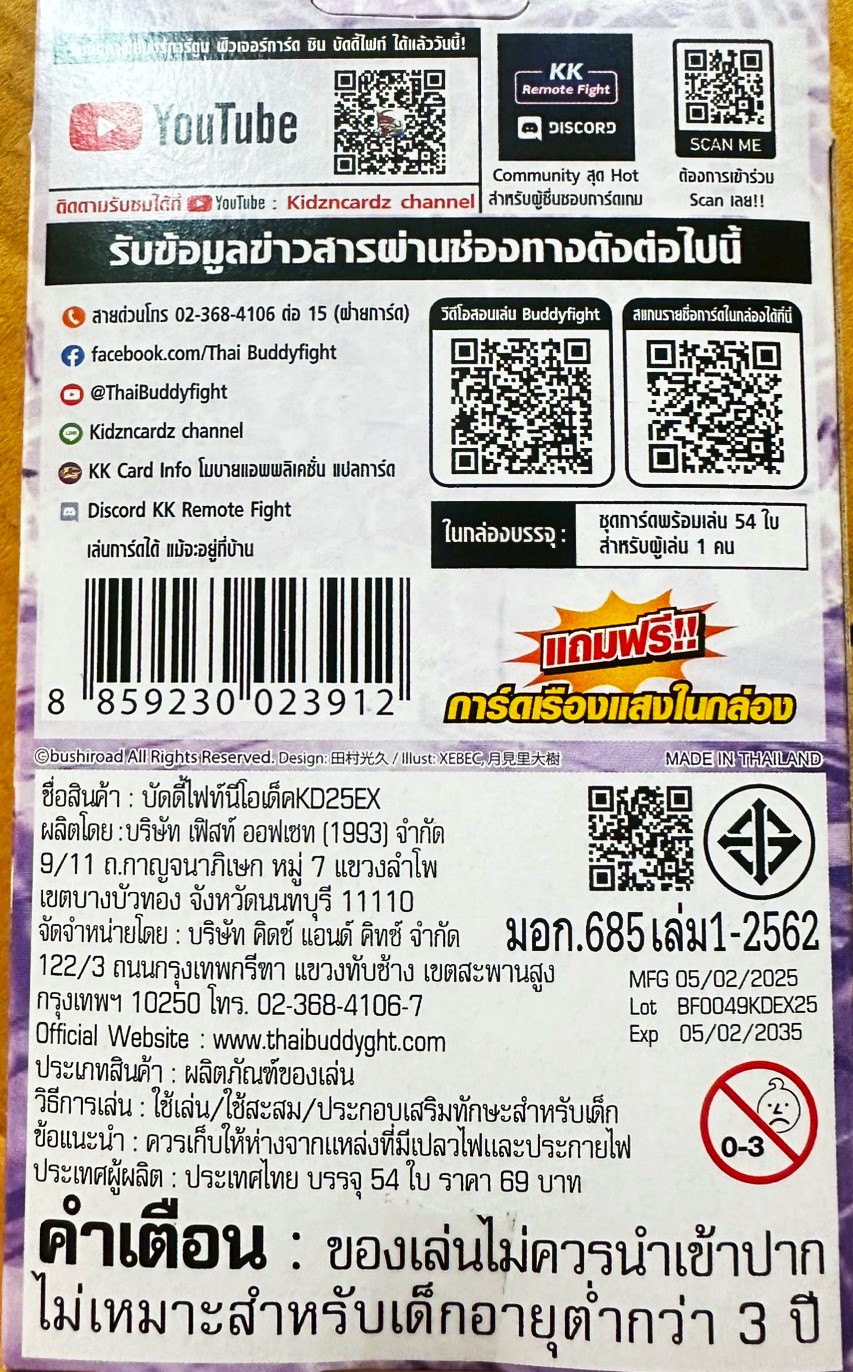 ฟิวเจอร์การ์ด ชิน บัดดี้ไฟท์ ได้แล้ววันนี้!
YouTube
ติดตามรับชมได้ที่ YouTube : Kidzncardz channel
KK
Remote Fight
DISCORD
Community สุด Hot
สำหรับผู้ชื่นชอบการ์ดเกม
SCAN ME
ต้องการเข้าร่วม
Scan เลย!!
รับข้อมูลข่าวสารผ่านช่องทางดังต่อไปนี้
สายด่วนโทร 02-368-4106 ต่อ 15 (ฝ่ายการ์ด)
facebook.com/Thai Buddyfight
@ThaiBuddyfight
Kidzncardz channel
KK Card Info โมบายแอพพลิเคชั่น แปลการ์ด
Discord KK Remote Fight
เล่นการ์ดได้ แม้จะอยู่ที่บ้าน
วีดีโอสอนเล่น Buddyfight
สแกนรายชื่อการ์ดในกล่องได้ที่นี่
ในกล่องบรรจุ :
ชุดการ์ดพร้อมเล่น 54 ใบ
สำหรับผู้เล่น 1 คน
8 859230 023912
แถมฟรี!!
การ์ดเรืองแสงในกล่อง
©bushiroad All Rights Reserved. Design: 田村光久 / Illust: XEBEC, 月見里大樹
MADE IN THAILAND
ชื่อสินค้า : บัดดี้ไฟท์นีโอเด็คKD25EX
ผลิตโดย :บริษัท เฟิสท์ ออฟเซท (1993) จำกัด
9/11 ถ.กาญจนาภิเษก หมู่ 7 แขวงลำโพ
เขตบางบัวทอง จังหวัดนนทบุรี 11110
จัดจำหน่ายโดย : บริษัท คิดซ์ แอนด์ คิทซ์ จำกัด
122/3 ถนนกรุงเทพกรีฑา แขวงทับช้าง เขตสะพานสูง
กรุงเทพฯ 10250 โทร. 02-368-4106-7
Official Website : www.thaibuddyght.com
ประเภทสินค้า : ผลิตภัณฑ์ของเล่น
วิธีการเล่น : ใช้เล่น/ใช้สะสม/ประกอบเสริมทักษะสำหรับเด็ก
ข้อแนะนำ : ควรเก็บให้ห่างจากแหล่งที่มีเปลวไฟและประกายไฟ
ประเทศผู้ผลิต : ประเทศไทย บรรจุ 54 ใบ ราคา 69 บาท
มอก.685 เล่ม1-2562
MFG 05/02/2025
Lot BF0049KDEX25
Exp 05/02/2035
0-3
คำเตือน : ของเล่นไม่ควรนำเข้าปาก
ไม่เหมาะสำหรับเด็กอายุต่ำกว่า 3 ปี